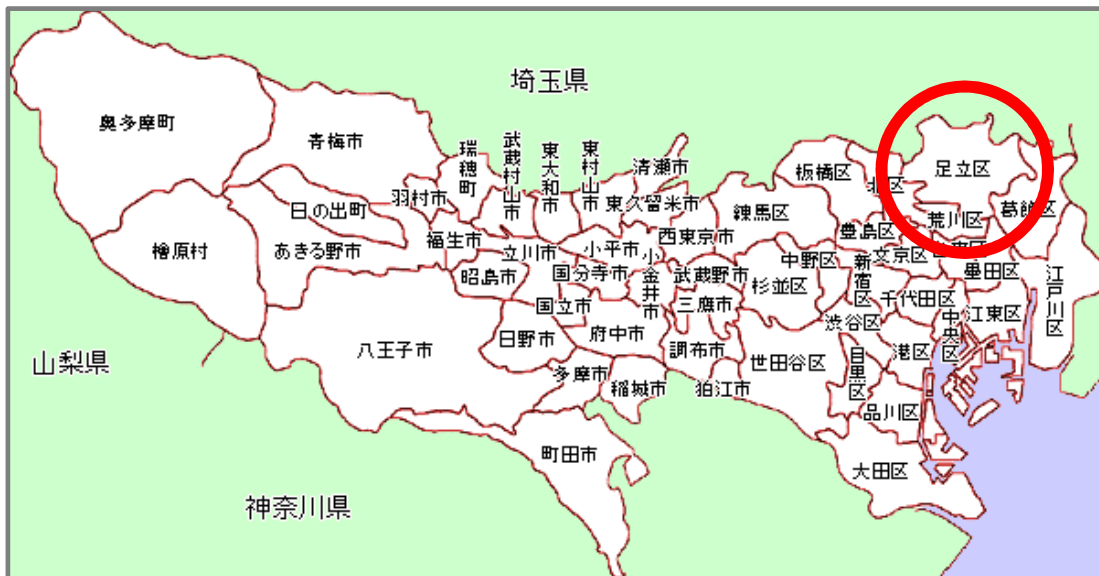 埼玉県
奥多摩町
青梅市
瑞穂町
武蔵村山市
東大和市
東村山市
清瀬市
東久留米市
羽村市
日の出町
檜原村
あきる野市
福生市
昭島市
立川市
小平市
西東京市
国分寺市
小金井市
武蔵野市
国立市
三鷹市
八王子市
日野市
府中市
調布市
多摩市
稲城市
狛江市
町田市
板橋区
北区
足立区
葛飾区
荒川区
練馬区
豊島区
文京区
中野区
新宿区
杉並区
墨田区
江戸川区
千代田区
中央区
江東区
渋谷区
港区
世田谷区
目黒区
品川区
大田区
山梨県
神奈川県